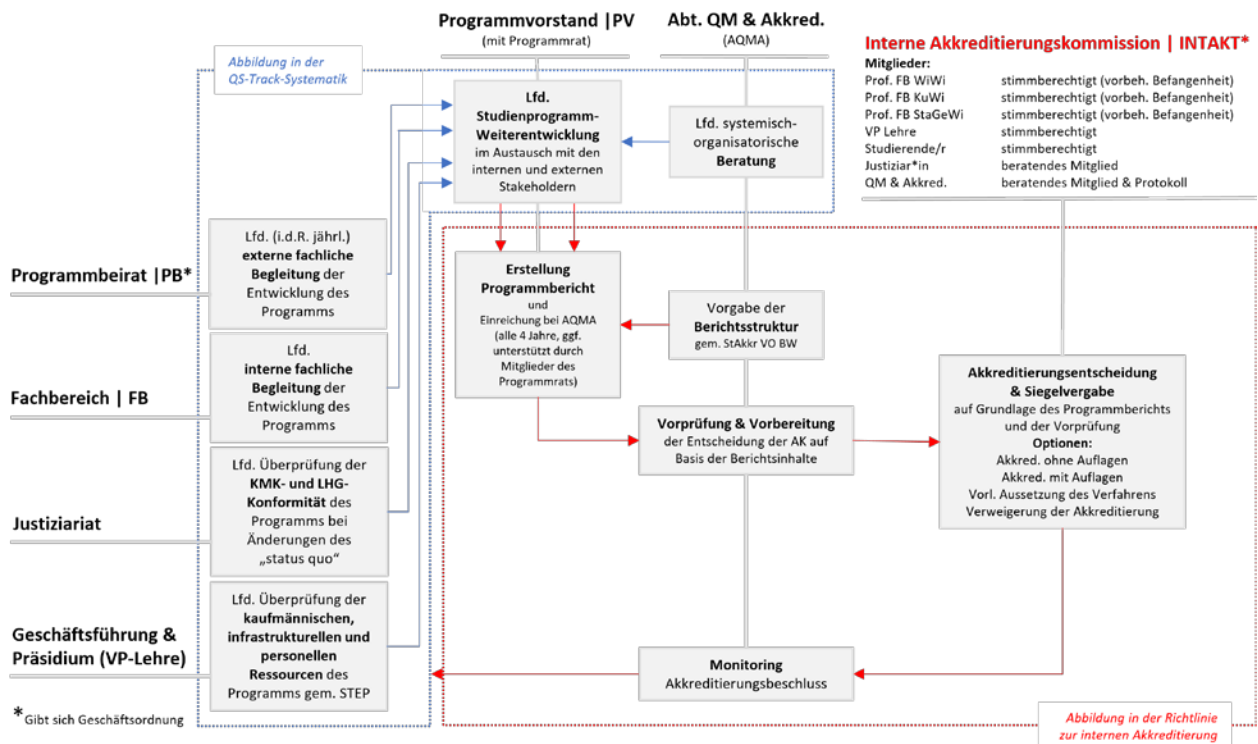 Programmvorstand |PV
(mit Programmrat)
Abt. QM & Akkred.
(AQMA)
Interne Akkreditierungskommission | INTAKT*
Mitglieder:
Prof. FB WiWi stimmberechtigt (vorbeh. Befangenheit)
Prof. FB KuWi stimmberechtigt (vorbeh. Befangenheit)
Prof. FB StaGeWi stimmberechtigt (vorbeh. Befangenheit)
VP Lehre stimmberechtigt
Studierende/r stimmberechtigt
Justiziar*in beratendes Mitglied
QM & Akkred. beratendes Mitglied & Protokoll
Abbildung in der
QS-Track-Systematik
Lfd.
Studienprogramm-
Weiterentwicklung
im Austausch mit den
internen und externen
Stakeholdern
Lfd. systemisch-
organisatorische
Beratung
Programmbeirat |PB*
Lfd. (i.d.R. jährl.)
externe fachliche
Begleitung der
Entwicklung des
Programms
Erstellung
Programmbericht
und
Einreichung bei AQMA
(alle 4 Jahre, ggf.
unterstützt durch
Mitglieder des
Programmrats)
Vorgabe der
Berichtsstruktur
gem. StAkkr VO BW
Fachbereich | FB
Lfd.
interne fachliche
Begleitung der
Entwicklung des
Programms
Vorprüfung & Vorbereitung
der Entscheidung der AK auf
Basis der Berichtsinhalte
Akkreditierungsentscheidung
& Siegelvergabe
auf Grundlage des Programmberichts
und der Vorprüfung
Optionen:
Akkred. ohne Auflagen
Akkred. mit Auflagen
Vorl. Aussetzung des Verfahrens
Verweigerung der Akkreditierung
Justiziariat
Lfd. Überprüfung der
KMK- und LHG-
Konformität des
Programms bei
Änderungen des
„status quo“
Geschäftsführung &
Präsidium (VP-Lehre)
Lfd. Überprüfung der
kaufmännischen,
infrastrukturellen und
personellen
Ressourcen des
Programms gem. STEP
Monitoring
Akkreditierungsbeschluss
* Gibt sich Geschäftsordnung
Abbildung in der Richtlinie
zur internen Akkreditierung